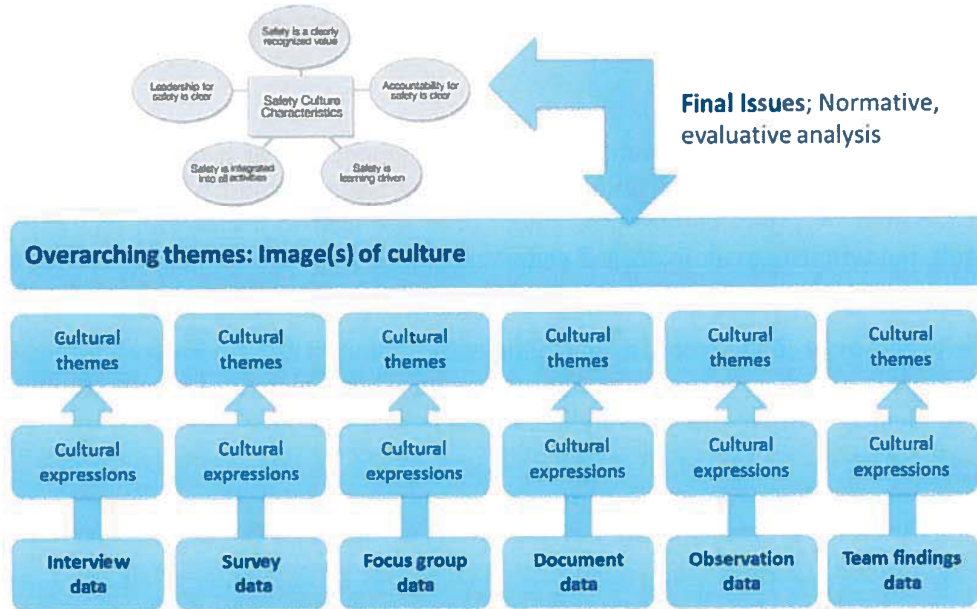 Safety is a clearly
recognized value
Leadership for
safety is clear
Safety Culture
Characteristics
Accountability for
safety is clear
Safety is integrated
into all activities
Safety is
learning driven
Final Issues; Normative,
evaluative analysis
Overarching themes: Image(s) of culture
Cultural
themes
Cultural
themes
Cultural
themes
Cultural
themes
Cultural
themes
Cultural
themes
Cultural
expressions
Cultural
expressions
Cultural
expressions
Cultural
expressions
Cultural
expressions
Cultural
expressions
Interview
data
Survey
data
Focus group
data
Document
data
Observation
data
Team findings
data